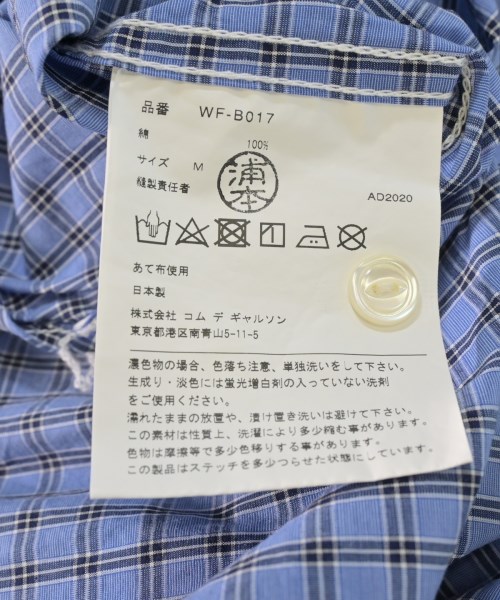 品番 WF-B017
綿 100%
サイズ M
縫製責任者 浦本
AD2020
あて布使用
日本製
株式会社 コム デ ギャルソン
東京都港区南青山5-11-5
濃色物の場合、色落ち注意、単独洗いをして下さい。
生成り・淡色には蛍光増白剤の入っていない洗剤
をご使用ください。
濡れたままの放置や、漬け置き洗いは避けて下さい。
この素材は性質上、洗濯により多少縮む事があります。
色物は摩擦等で多少色移りする事が有ります。
この製品はステッチを多少つらせた状態にしています。